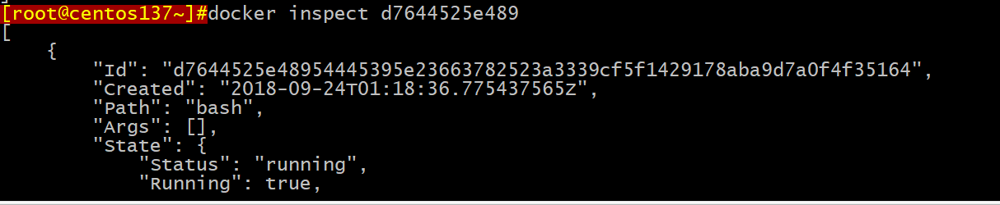 [root@centos137~]#docker inspect d7644525e489
[
    {
        "Id": "d7644525e48954445395e23663782523a3339cf5f1429178aba9d7a0f4f35164",
        "Created": "2018-09-24T01:18:36.775437565Z",
        "Path": "bash",
        "Args": [],
        "State": {
            "Status": "running",
            "Running": true,